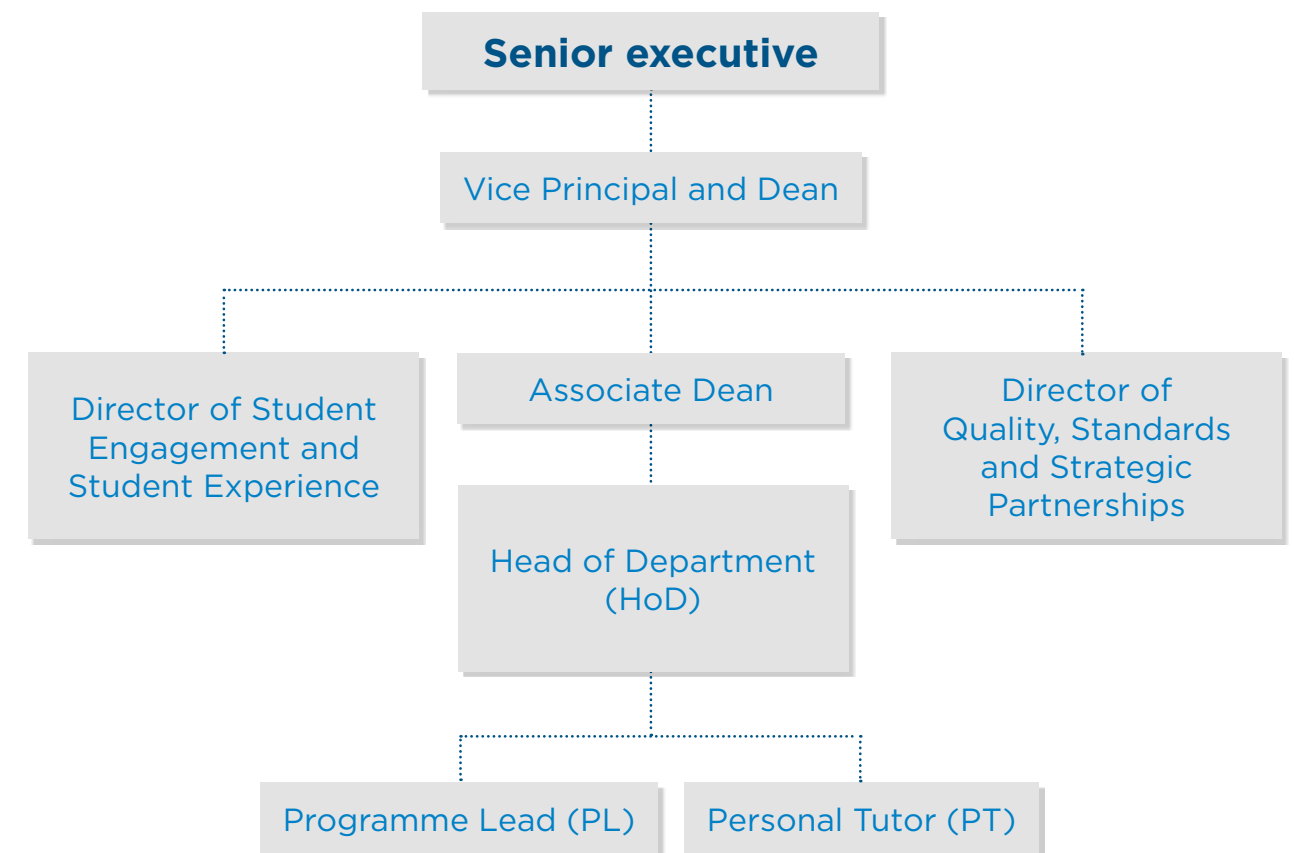 Senior executive
Vice Principal and Dean
Director of Student
Engagement and
Student Experience
Associate Dean
Director of
Quality, Standards
and Strategic
Partnerships
Head of Department
(HoD)
Programme Lead (PL)
Personal Tutor (PT)